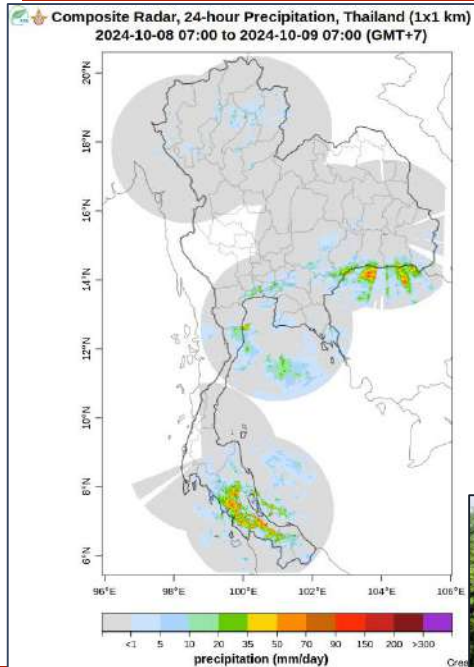 Composite Radar, 24-hour Precipitation, Thailand (1x1 km)
2024-10-08 07:00 to 2024-10-09 07:00 (GMT+7)
20°N
18°N
16°N
14°N
12°N
10°N
8°N
6°N
96°E 98°E 100°E 102°E 104°E 106°E
<1 5 10 20 35 50 70 90 150 200 >300
precipitation (mm/day)